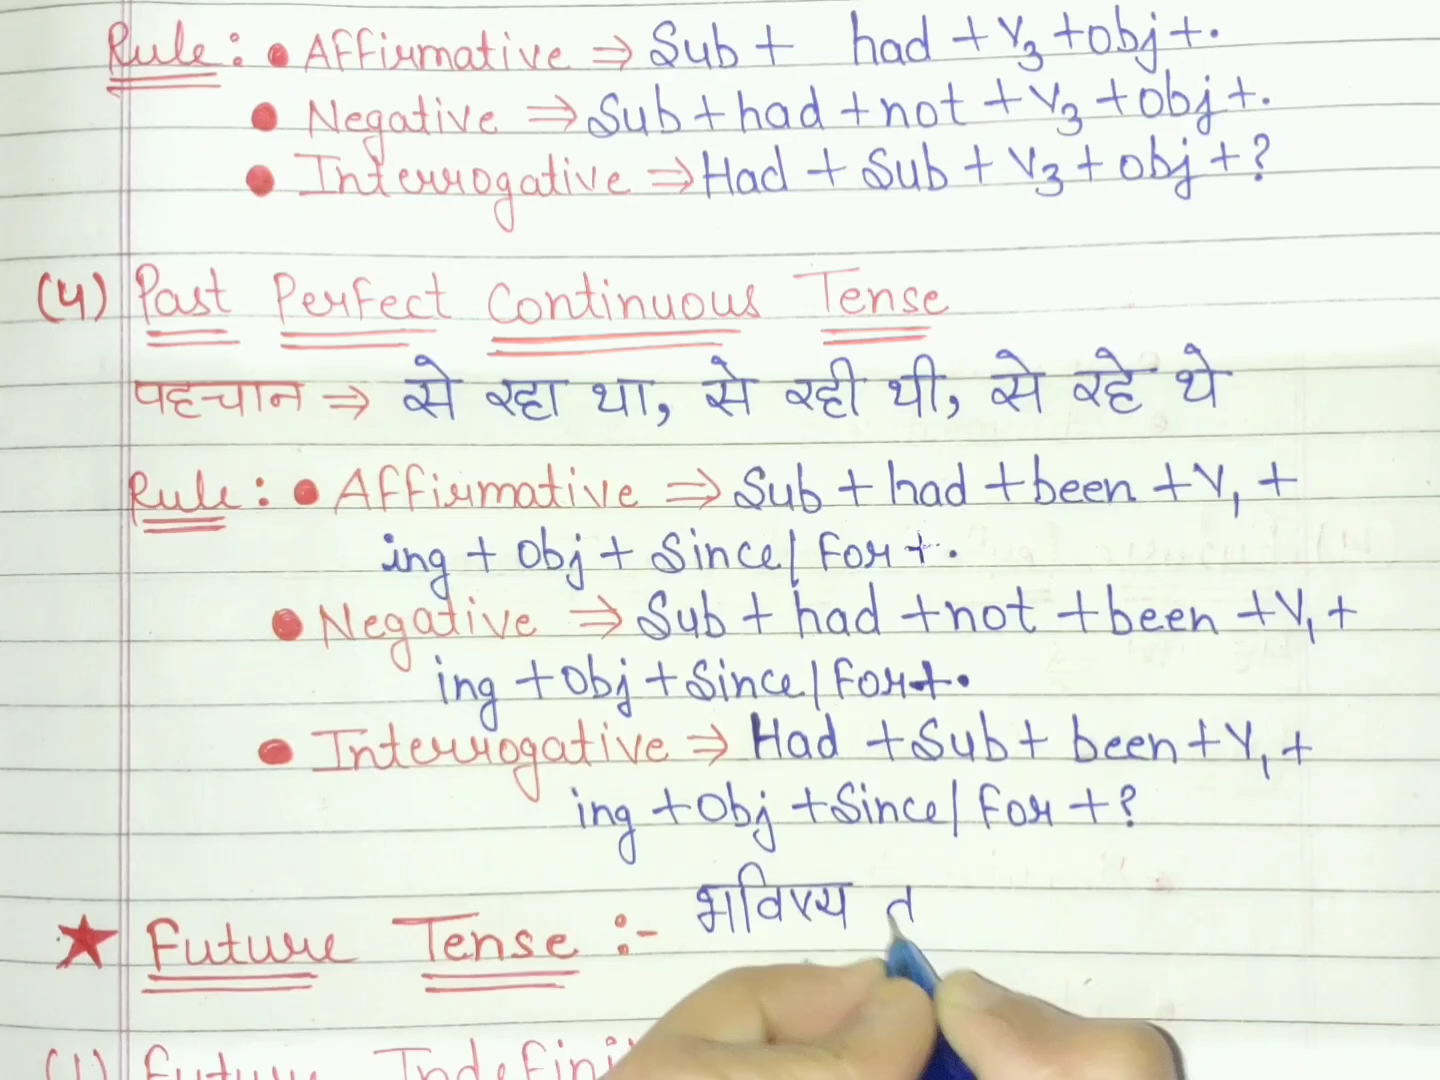 Rule: • Affirmative ⇒ Sub + had + V₃ + obj + .
• Negative ⇒ Sub + had + not + V₃ + obj + .
• Interrogative ⇒ Had + Sub + V₃ + obj + ?
(4) Past Perfect Continuous Tense
पहचान ⇒ से रहा था, से रही थी, से रहे थे
Rule: • Affirmative ⇒ Sub + had + been + V₁ +
ing + obj + Since/For + .
• Negative ⇒ Sub + had + not + been + V₁ +
ing + obj + Since/For + .
• Interrogative ⇒ Had + Sub + been + V₁ +
ing + obj + Since/For + ?
★ Future Tense :- भविष्य
(1) Future